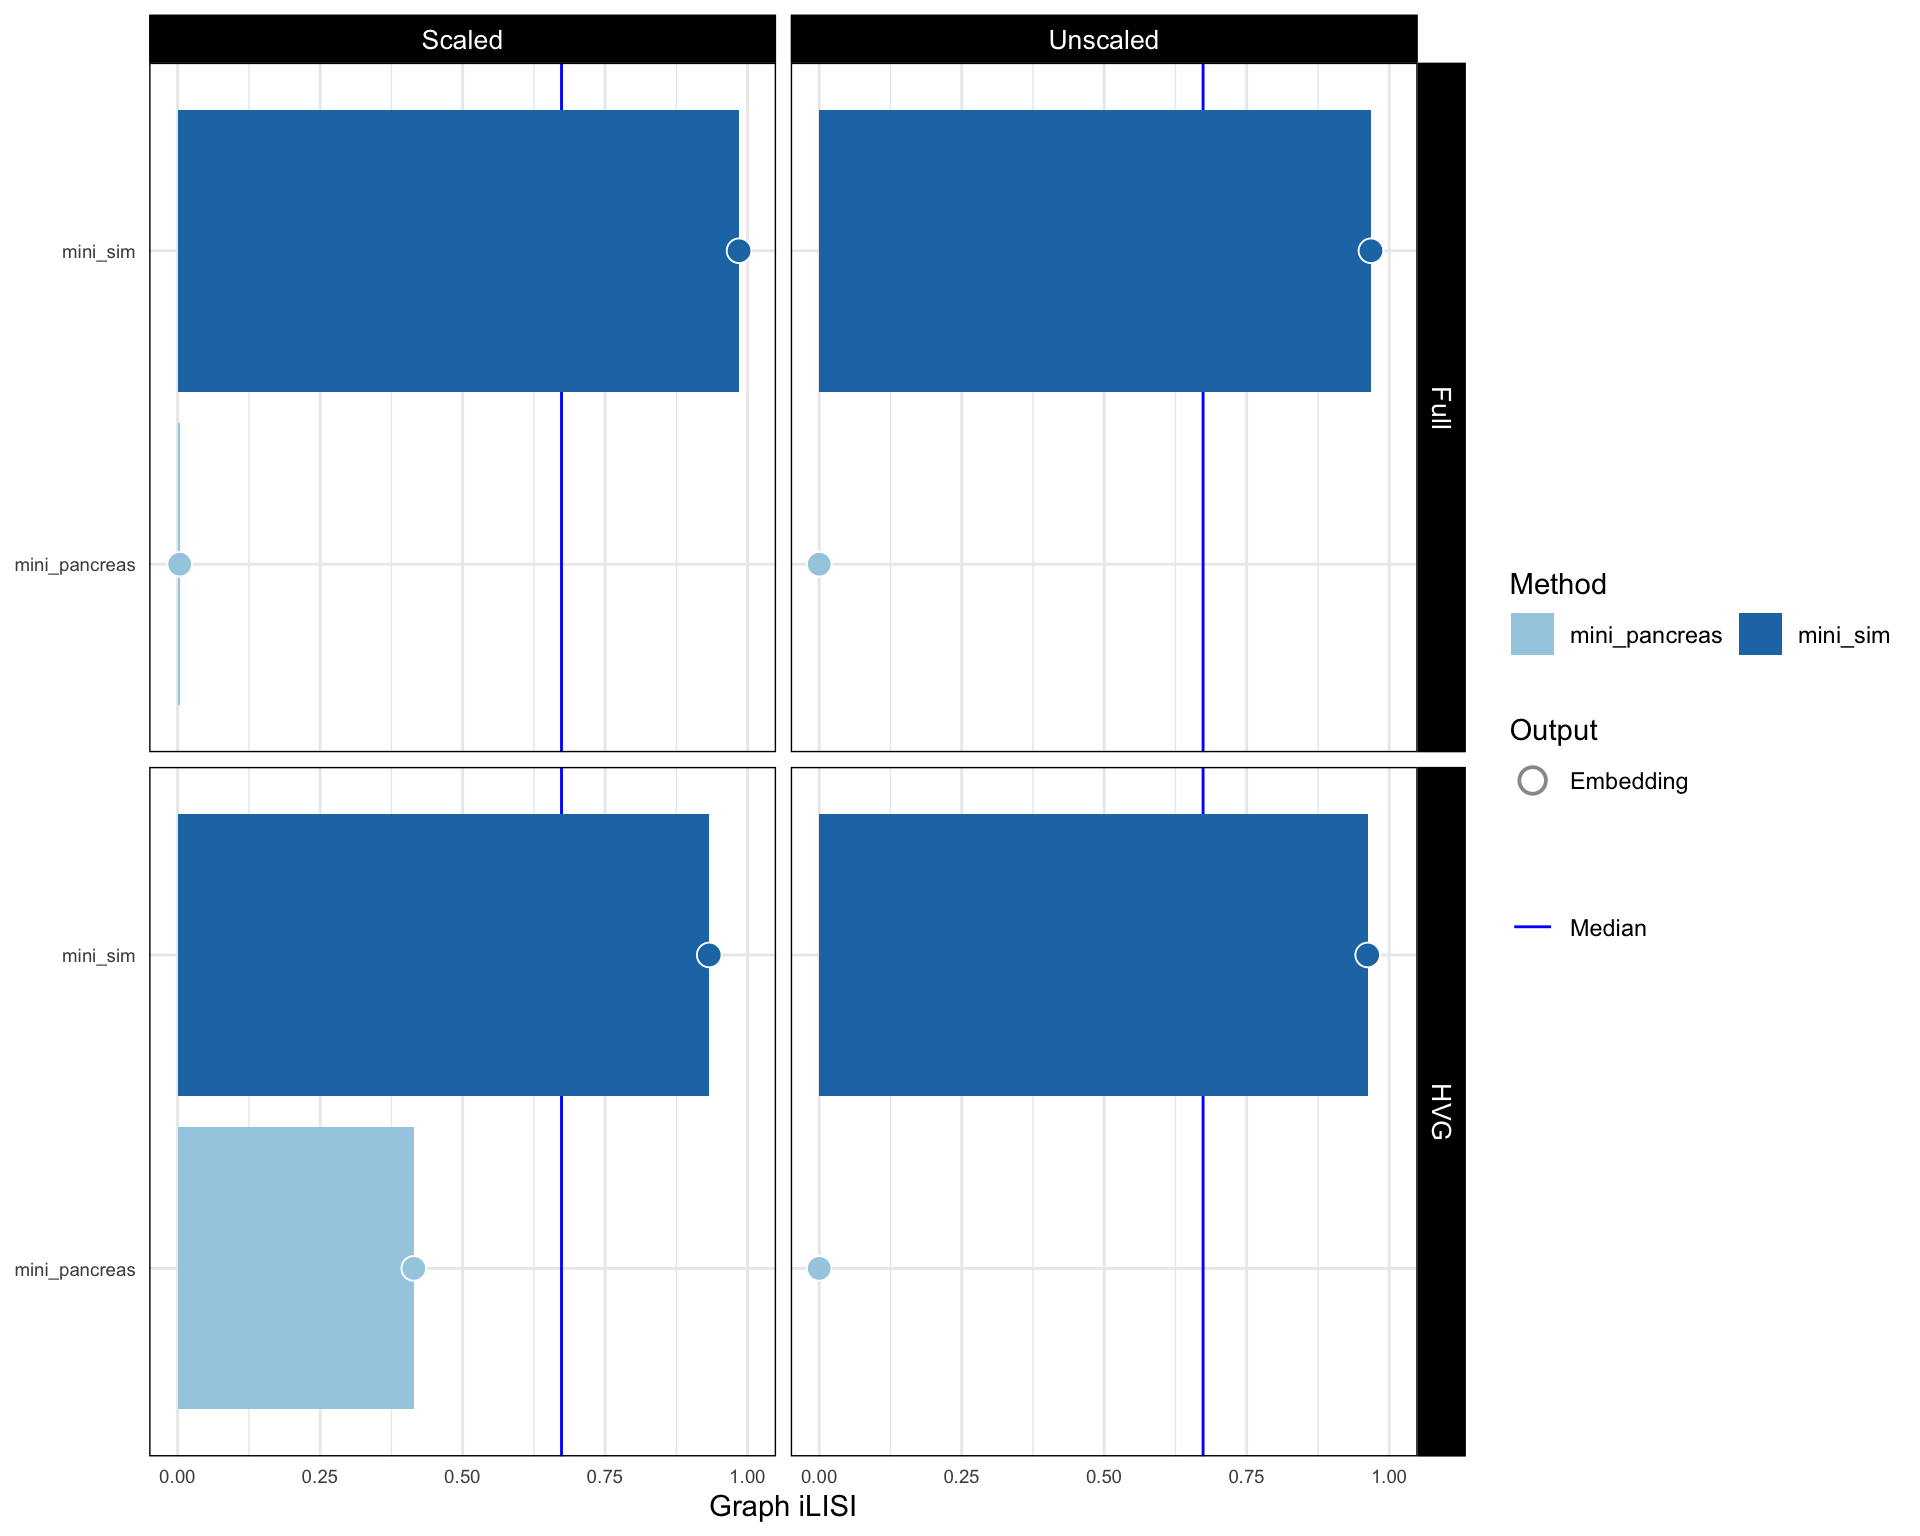 Scaled
Unscaled
mini_sim
mini_pancreas
Full
mini_sim
mini_pancreas
HVG
0.00 0.25 0.50 0.75 1.00
0.00 0.25 0.50 0.75 1.00
Graph iLISI
Method
mini_pancreas mini_sim
Output
Embedding
Median